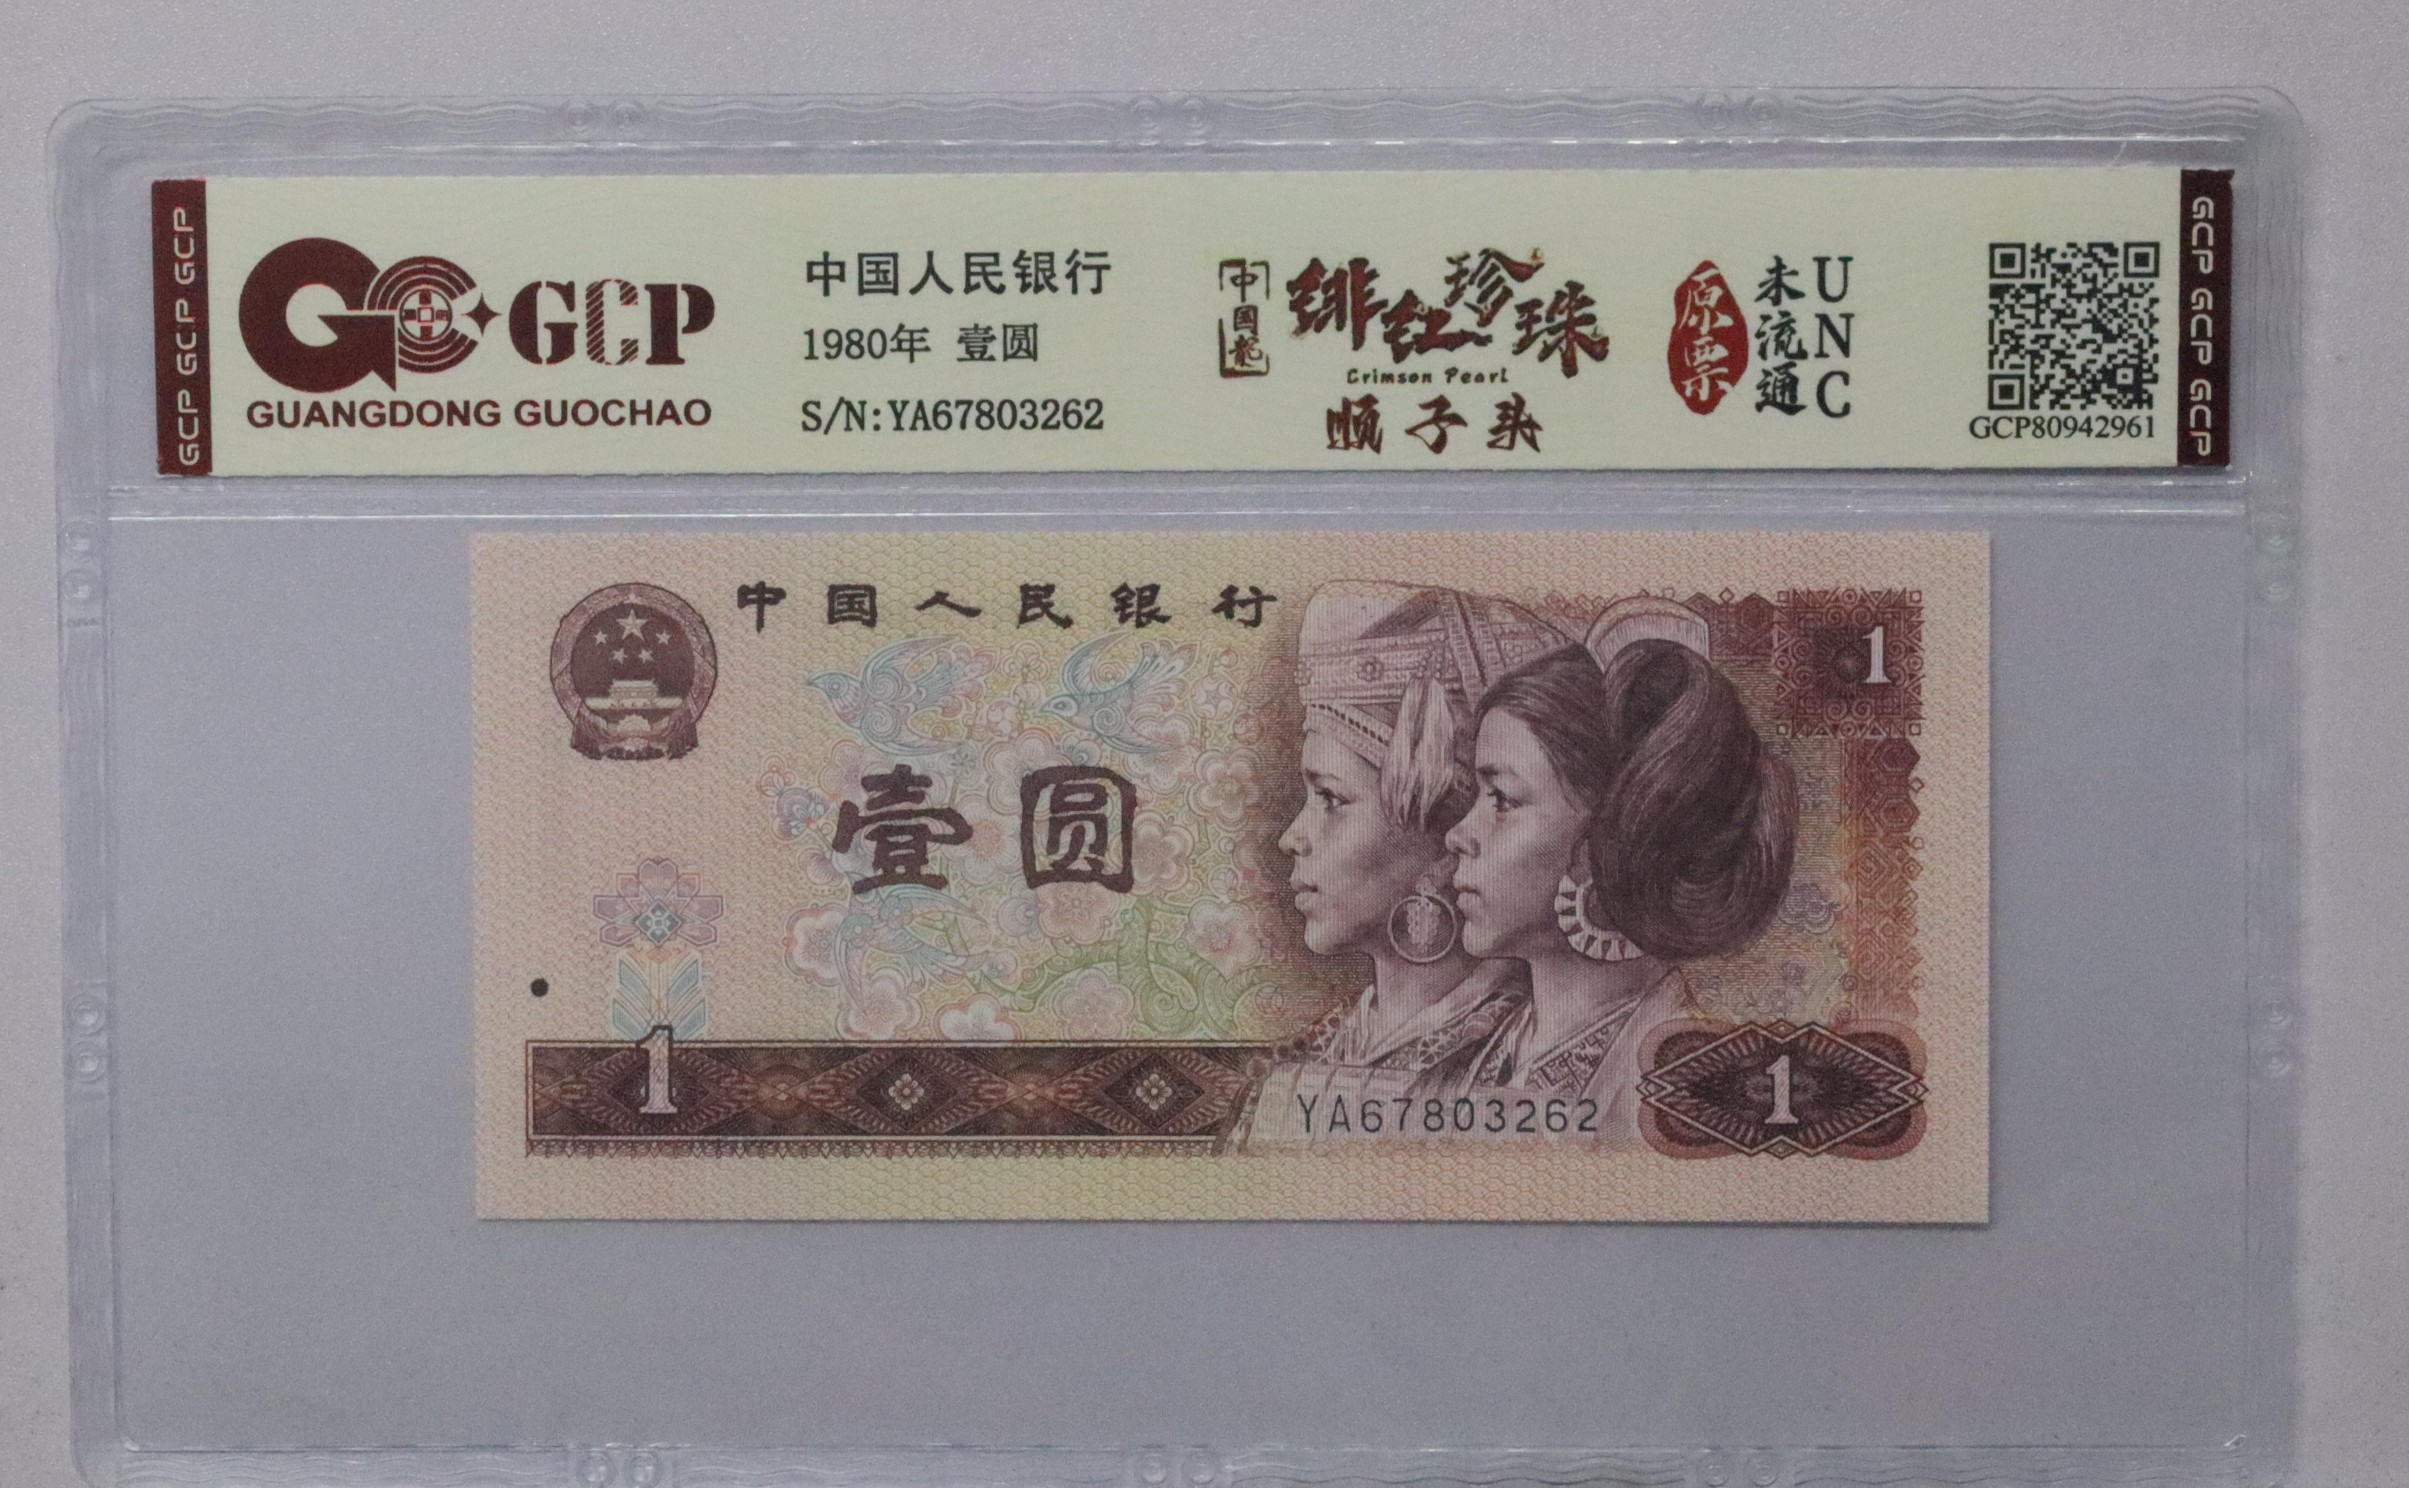 GCP GCP GCP
GCP
GUANGDONG GUOCHAO
中国人民银行
1980年 壹圆
S/N:YA67803262
中国龍
绯红珍珠
Crimson Pearl
顺子头
原票
未流通
UNC
GCP80942961
GCP GCP GCP
中国人民银行
1
壹圆
1
YA67803262
1